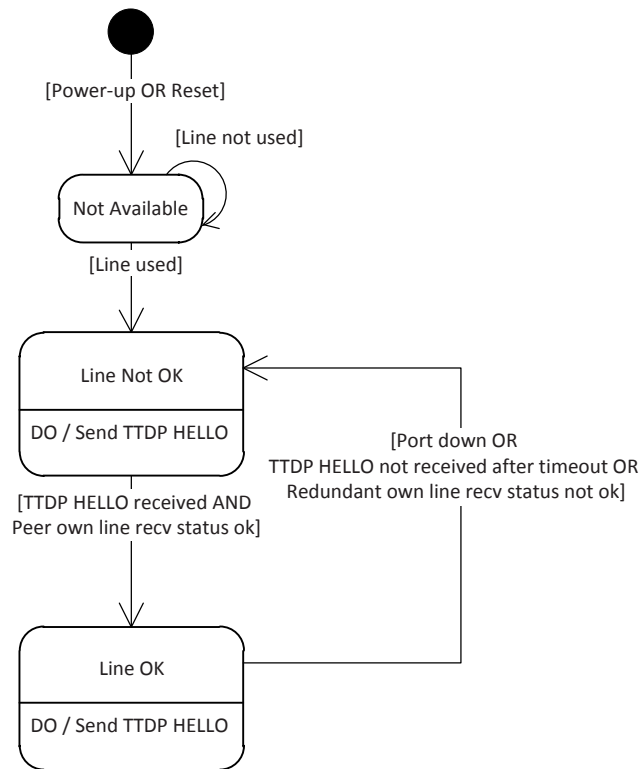 [Power-up OR Reset]
[Line not used]
Not Available
[Line used]
Line Not OK
DO / Send TTDP HELLO
[Port down OR
TTDP HELLO not received after timeout OR
Redundant own line recv status not ok]
[TTDP HELLO received AND
Peer own line recv status ok]
Line OK
DO / Send TTDP HELLO